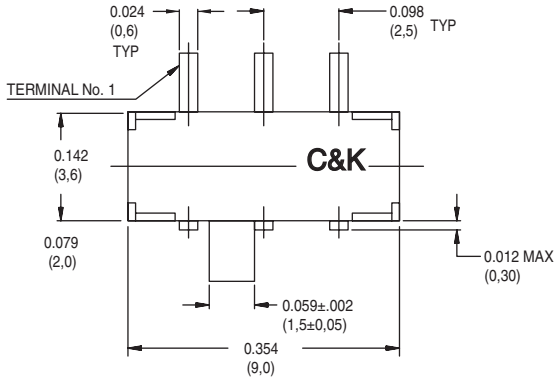 0.024
(0,6)
TYP
0.098
(2,5)
TYP
TERMINAL No. 1
0.142
(3,6)
C&K
0.079
(2,0)
0.012 MAX
(0,30)
0.059±.002
(1,5±0,05)
0.354
(9,0)